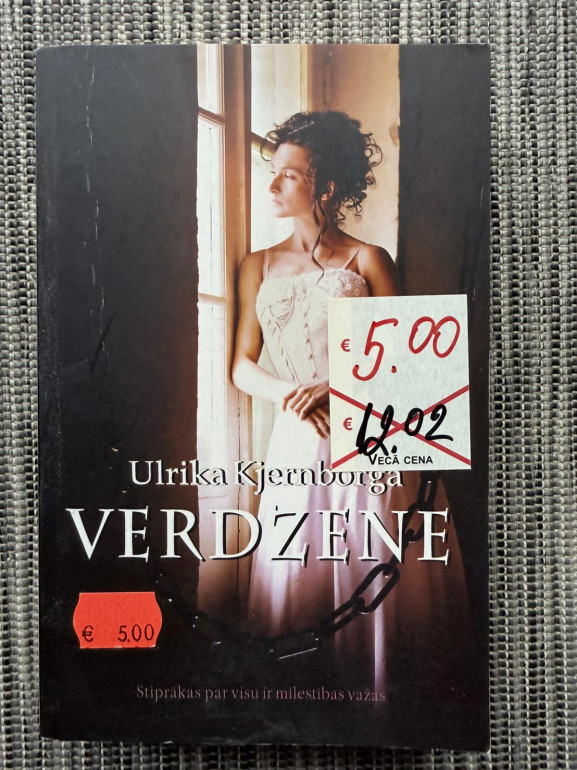 € 5.00
€ 12.02
VECĀ CENA
Ulrika Kjernborga
VERDZENE
€ 5.00
Stiprākas par visu ir mīlestības važas